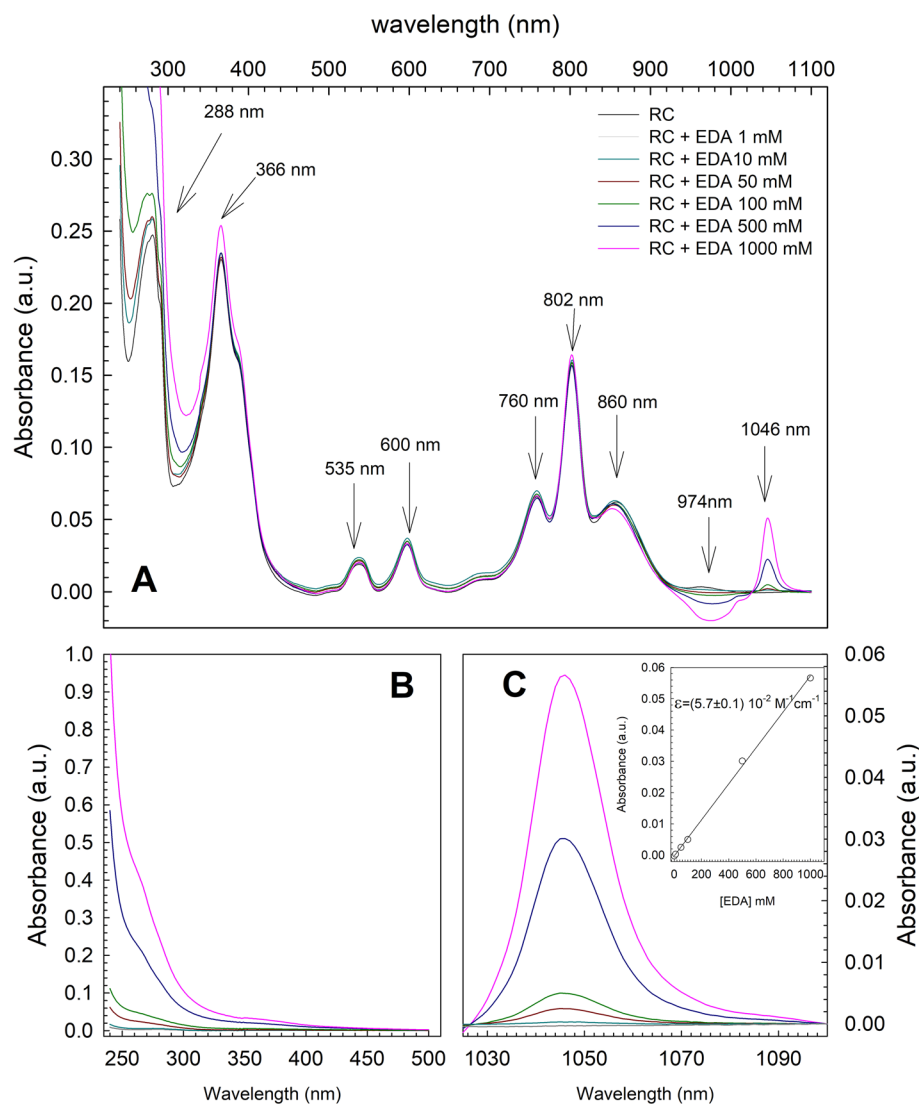 wavelength (nm)
300 400 500 600 700 800 900 1000 1100
288 nm
366 nm
RC
RC + EDA 1 mM
RC + EDA10 mM
RC + EDA 50 mM
RC + EDA 100 mM
RC + EDA 500 mM
RC + EDA 1000 mM
802 nm
760 nm
860 nm
600 nm
535 nm
1046 nm
974nm
Absorbance (a.u.)
0.30
0.25
0.20
0.15
0.10
0.05
0.00
A
B
Absorbance (a.u.)
1.0
0.9
0.8
0.7
0.6
0.5
0.4
0.3
0.2
0.1
0.0
250 300 350 400 450 500
Wavelength (nm)
C
0.06
0.05
0.04
0.03
0.02
0.01
0.00
Absorbance (a.u.)
1030 1050 1070 1090
Wavelength (nm)
0.06
0.05
0.04
0.03
0.02
0.01
0.00
Absorbance (a.u.)
ε=(5.7±0.1) 10⁻² M⁻¹cm⁻¹
0 200 400 600 800 1000
[EDA] mM